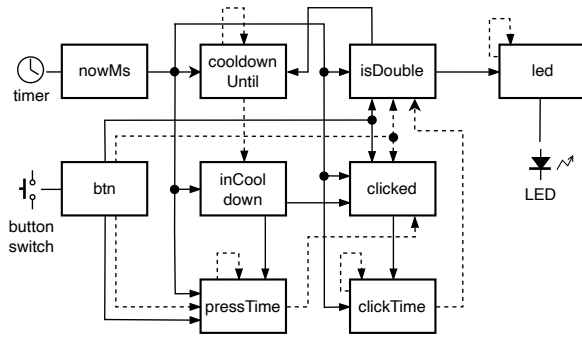 timer
nowMs
cooldown
Until
isDouble
led
button
switch
btn
inCool
down
clicked
LED
pressTime
clickTime